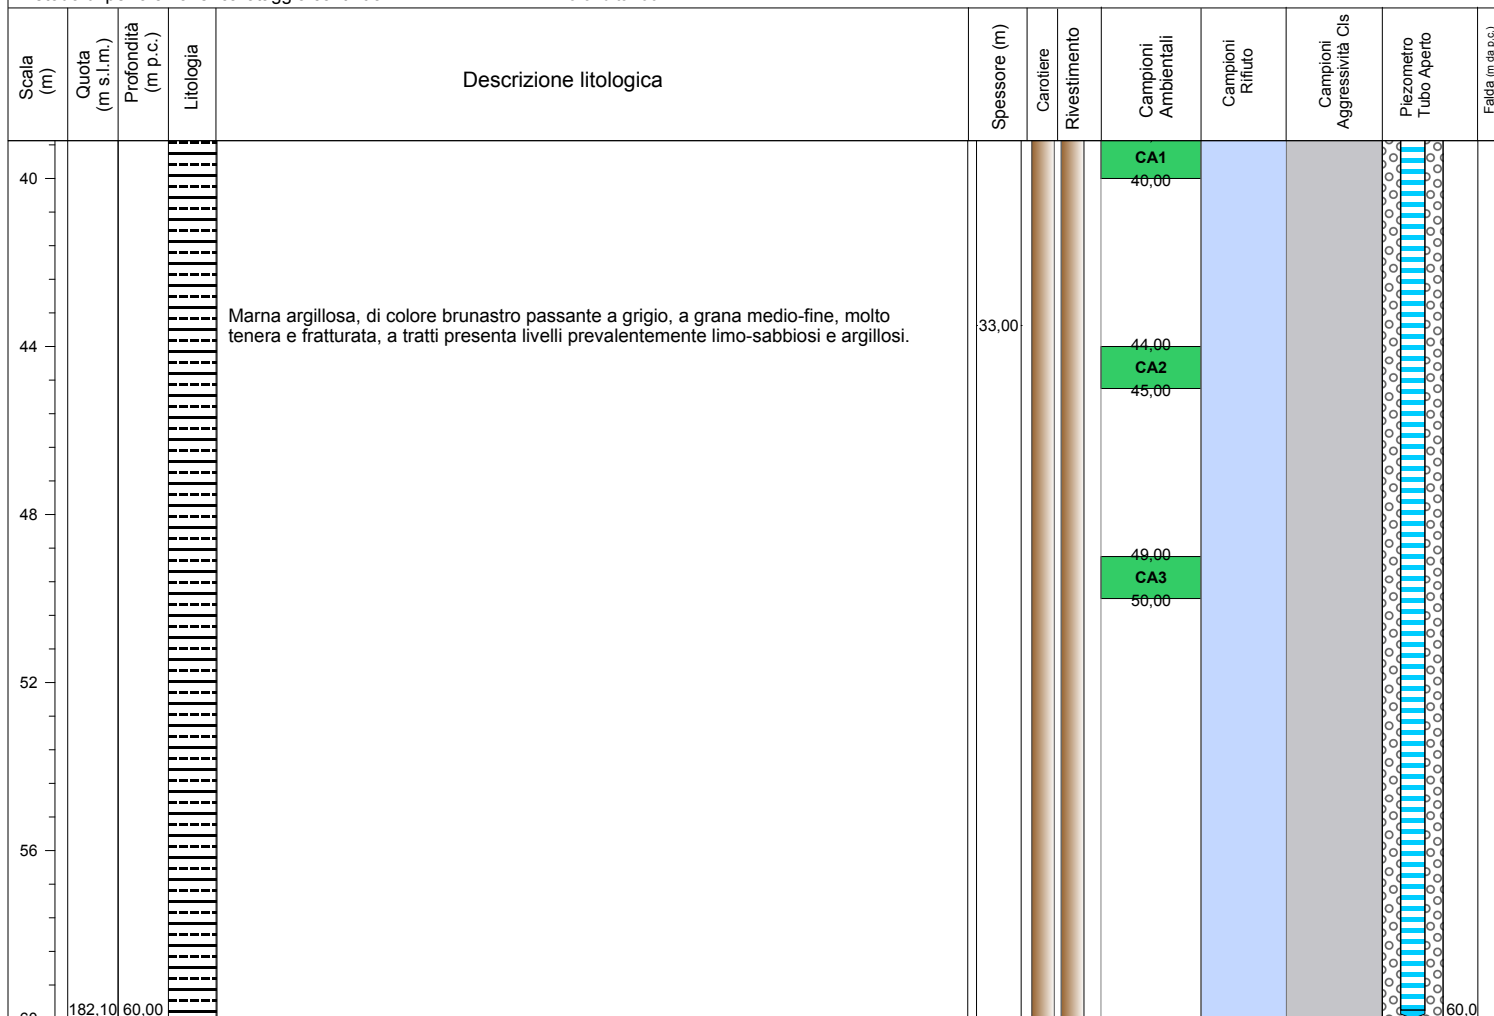 Scala
(m)
Quota
(m s.l.m.)
Profondità
(m p.c.)
Litologia
Descrizione litologica
Spessore (m)
Carotiere
Rivestimento
Campioni
Ambientali
Campioni
Rifiuto
Campioni
Aggressività Cls
Piezometro
Tubo Aperto
Falda (m da p.c.)
CA1
40
40,00
Marna argillosa, di colore brunastro passante a grigio, a grana medio-fine, molto
tenera e fratturata, a tratti presenta livelli prevalentemente limo-sabbiosi e argillosi.
33,00
44
44,00
CA2
45,00
48
49,00
CA3
50,00
52
56
182,10
60,00
60.0